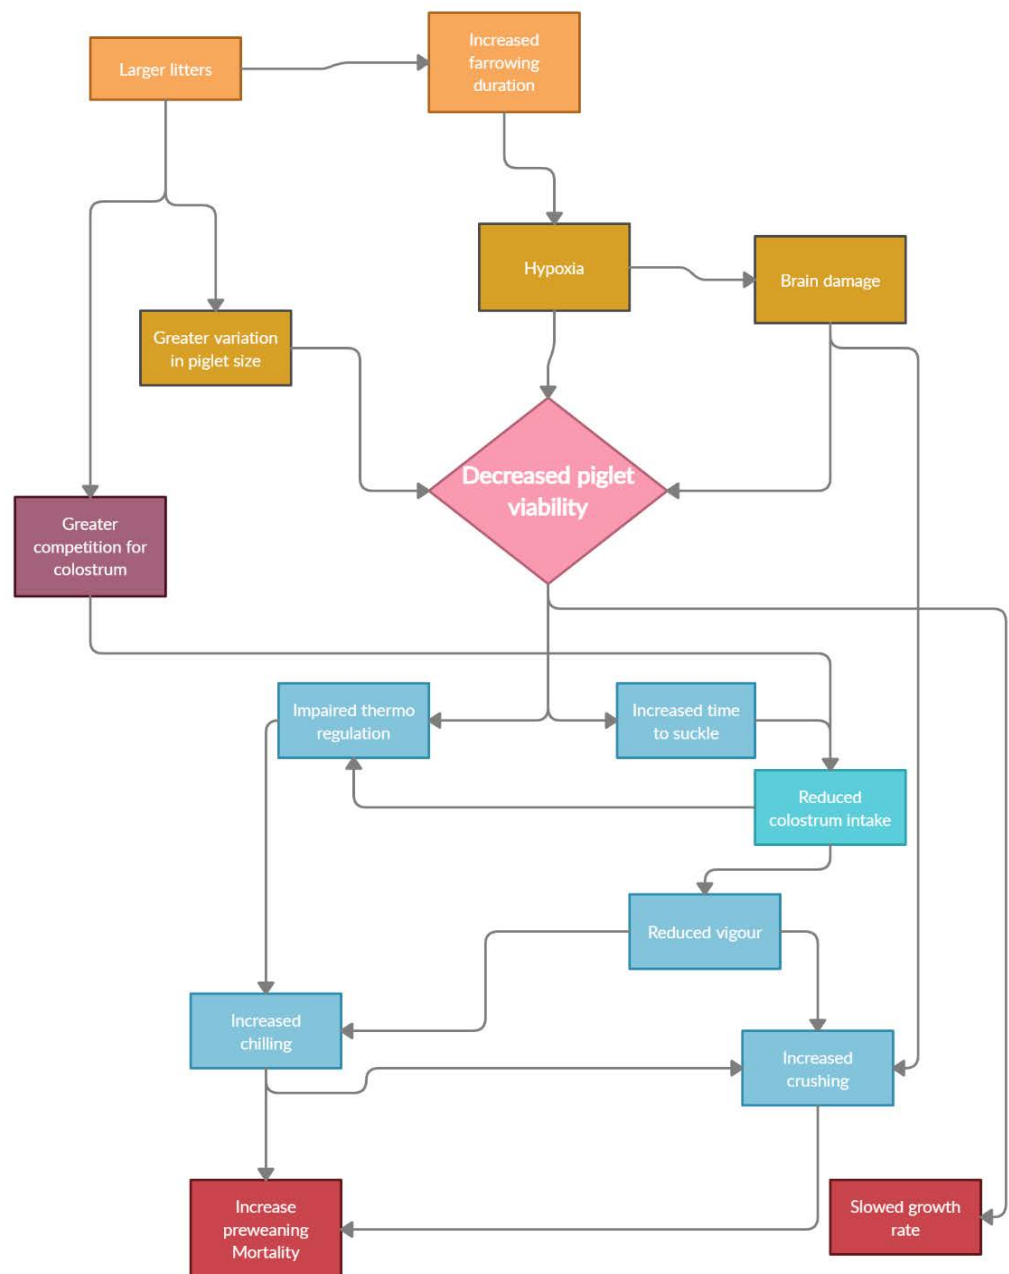 Increased
farrowing
duration
Larger litters
Hypoxia
Brain damage
Greater variation
in piglet size
Decreased piglet
viability
Greater
competition for
colostrum
Impaired thermo
regulation
Increased time
to suckle
Reduced
colostrum intake
Reduced vigour
Increased
chilling
Increased
crushing
Increase
preweaning
Mortality
Slowed growth
rate